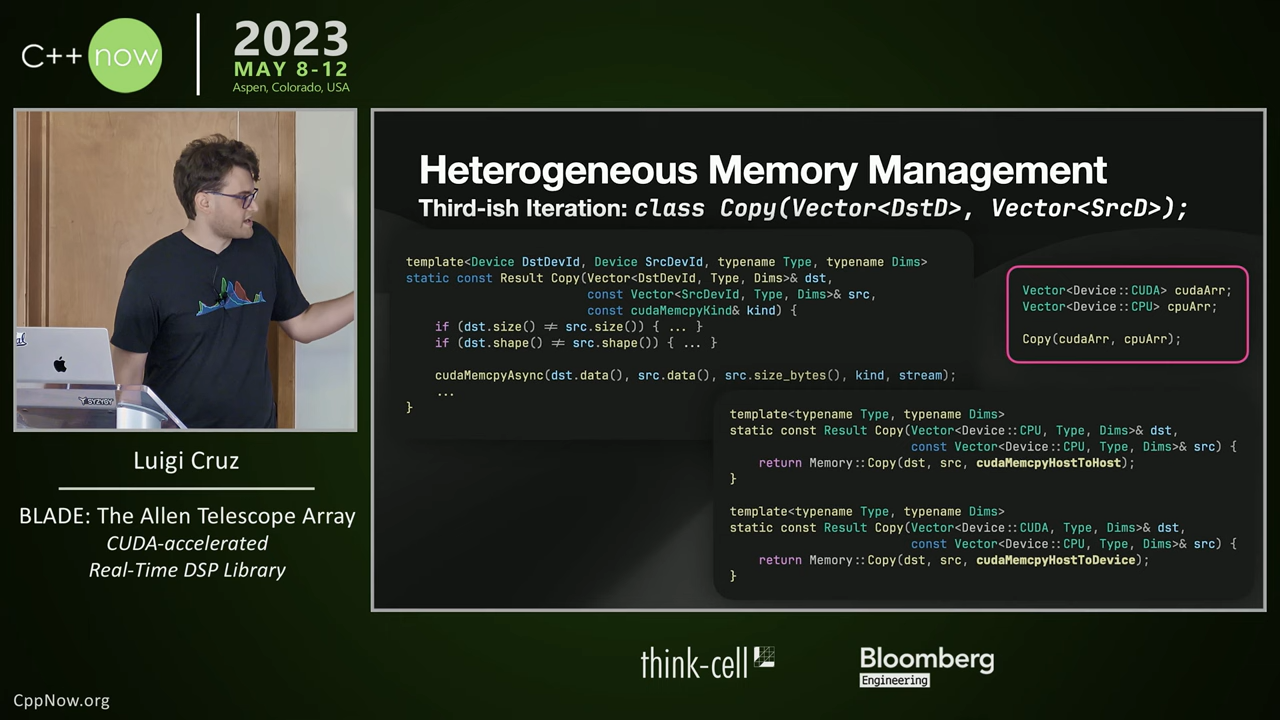 C++ now
2023
MAY 8-12
Aspen, Colorado, USA
SYZYGY
Luigi Cruz
BLADE: The Allen Telescope Array
CUDA-accelerated
Real-Time DSP Library
Heterogeneous Memory Management
Third-ish Iteration: class Copy(Vector<DstD>, Vector<SrcD>);
template<Device DstDevId, Device SrcDevId, typename Type, typename Dims>
static const Result Copy(Vector<DstDevId, Type, Dims>& dst,
const Vector<SrcDevId, Type, Dims>& src,
const cudaMemcpyKind& kind) {
if (dst.size() ≠ src.size()) { ... }
if (dst.shape() ≠ src.shape()) { ... }
cudaMemcpyAsync(dst.data(), src.data(), src.size_bytes(), kind, stream);
...
}
Vector<Device::CUDA> cudaArr;
Vector<Device::CPU> cpuArr;
Copy(cudaArr, cpuArr);
template<typename Type, typename Dims>
static const Result Copy(Vector<Device::CPU, Type, Dims>& dst,
const Vector<Device::CPU, Type, Dims>& src) {
return Memory::Copy(dst, src, cudaMemcpyHostToHost);
}
template<typename Type, typename Dims>
static const Result Copy(Vector<Device::CUDA, Type, Dims>& dst,
const Vector<Device::CPU, Type, Dims>& src) {
return Memory::Copy(dst, src, cudaMemcpyHostToDevice);
}
think-cell
Bloomberg
Engineering
CppNow.org